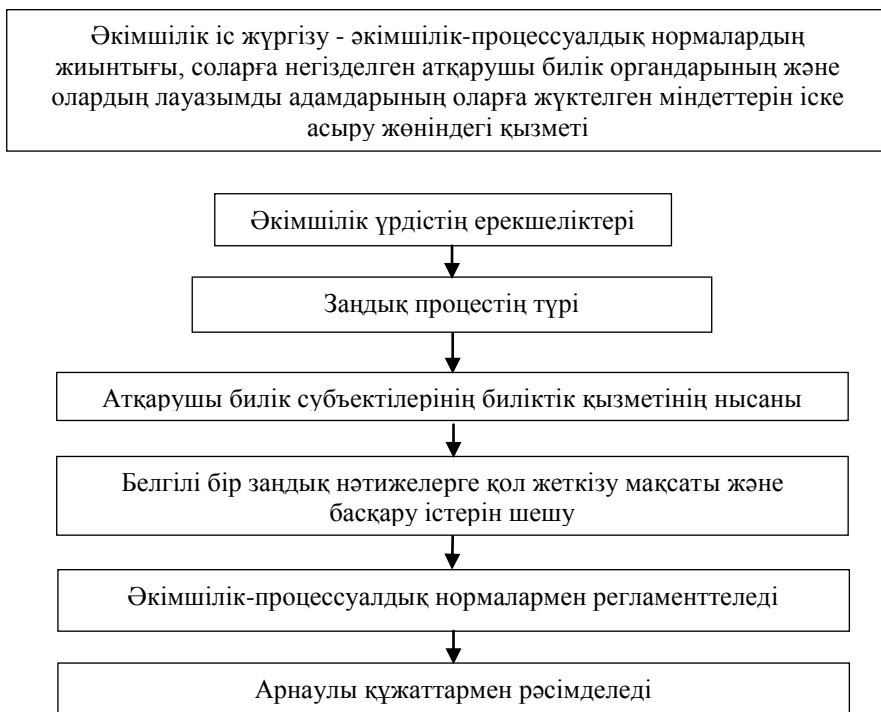 Әкімшілік іс жүргізу - әкімшілік-процессуалдық нормалардың
жиынтығы, соларға негізделген атқарушы билік органдарының және
олардың лауазымды адамдарының оларға жүктелген міндеттерін іске
асыру жөніндегі қызметі
Әкімшілік үрдістің ерекшеліктері
Заңдық процестің түрі
Атқарушы билик субъектілерінің биліктік қызметінің нысаны
Белгілі бір заңдық нәтижелерге қол жеткізу мақсаты және
басқару істерін шешу
Әкімшілік-процессуалдық нормалармен регламенттеледі
Арнаулы құжаттармен рәсімделеді